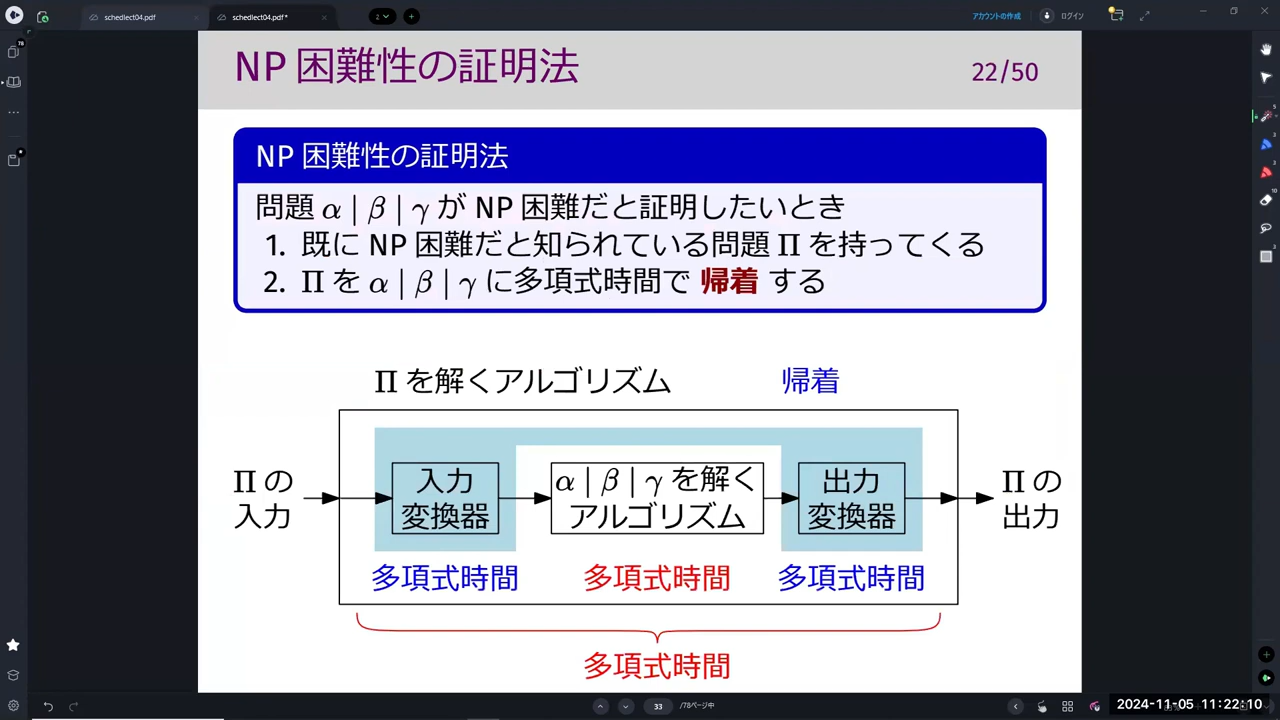 schedlect04.pdf
schedlect04.pdf*
2
アカウントの作成
ログイン
NP 困難性の証明法
22/50
NP 困難性の証明法
問題 α | β | γ が NP 困難だと証明したいとき
1. 既に NP 困難だと知られている問題 Π を持ってくる
2. Π を α | β | γ に多項式時間で 帰着 する
Π を解くアルゴリズム
帰着
Π の
入力
入力
変換器
α | β | γ を解く
アルゴリズム
出力
変換器
Π の
出力
多項式時間
多項式時間
多項式時間
多項式時間
33
/78ページ中
2024-11-05 11:22:10